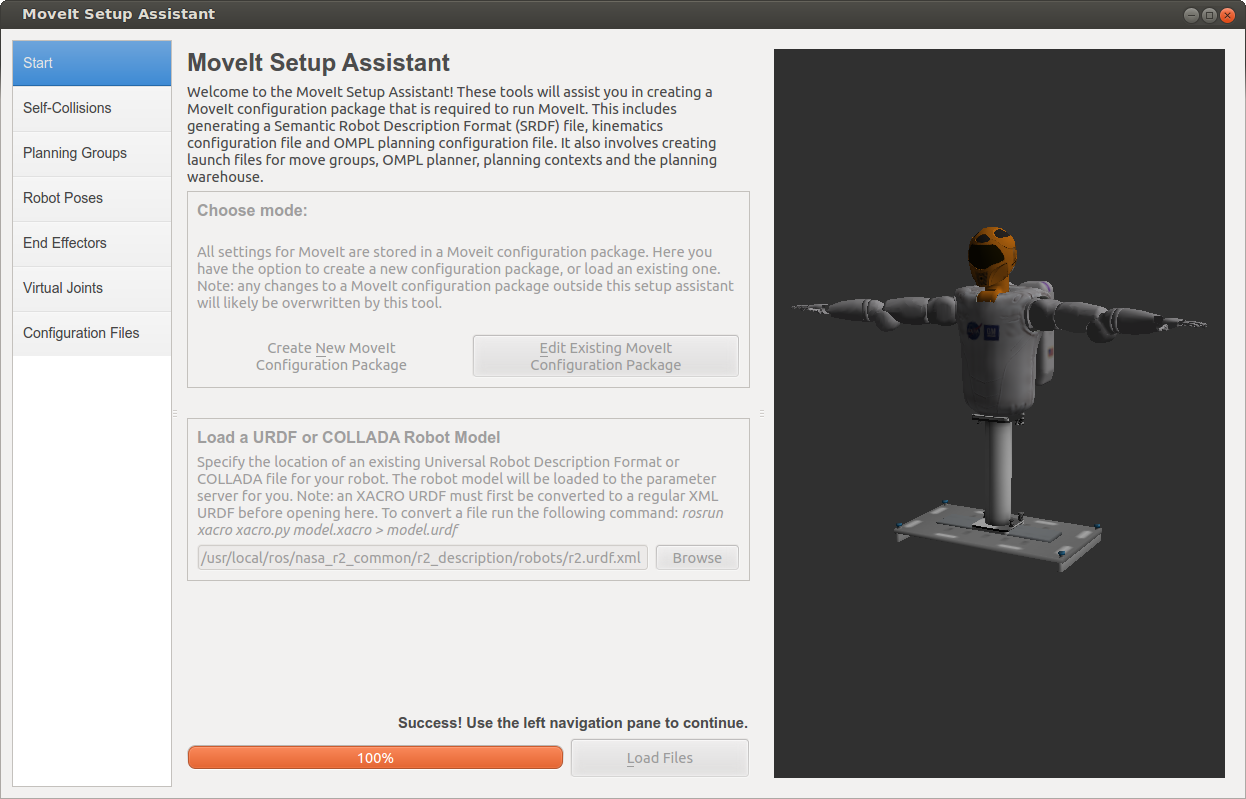 MoveIt Setup Assistant
Start
Self-Collisions
Planning Groups
Robot Poses
End Effectors
Virtual Joints
Configuration Files
MoveIt Setup Assistant
Welcome to the MoveIt Setup Assistant! These tools will assist you in creating a
MoveIt configuration package that is required to run MoveIt. This includes
generating a Semantic Robot Description Format (SRDF) file, kinematics
configuration file and OMPL planning configuration file. It also involves creating
launch files for move groups, OMPL planner, planning contexts and the planning
warehouse.
Choose mode:
All settings for MoveIt are stored in a Moveit configuration package. Here you
have the option to create a new configuration package, or load an existing one.
Note: any changes to a MoveIt configuration package outside this setup assistant
will likely be overwritten by this tool.
Create New MoveIt
Configuration Package
Edit Existing MoveIt
Configuration Package
Load a URDF or COLLADA Robot Model
Specify the location of an existing Universal Robot Description Format or
COLLADA file for your robot. The robot model will be loaded to the parameter
server for you. Note: an XACRO URDF must first be converted to a regular XML
URDF before opening here. To convert a file run the following command: rosrun
xacro xacro.py model.xacro > model.urdf
/usr/local/ros/nasa_r2_common/r2_description/robots/r2.urdf.xml
Browse
Success! Use the left navigation pane to continue.
100%
Load Files